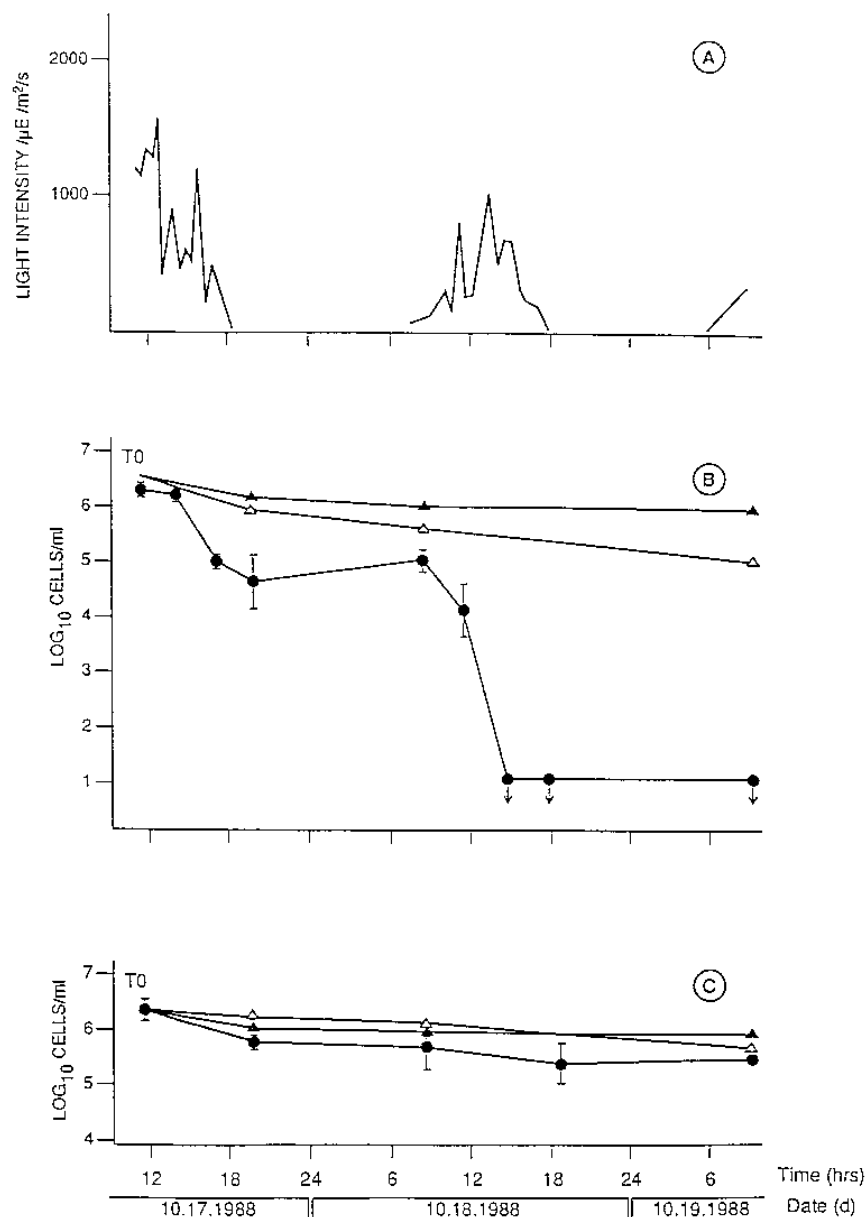 A
LIGHT INTENSITY /µE /m²/s
2000
1000
B
T0
LOG₁₀ CELLS/ml
7
6
5
4
3
2
1
C
T0
LOG₁₀ CELLS/ml
7
6
5
4
12 18 24 6 12 18 24 6 Time (hrs)
10.17.1988 10.18.1988 10.19.1988 Date (d)